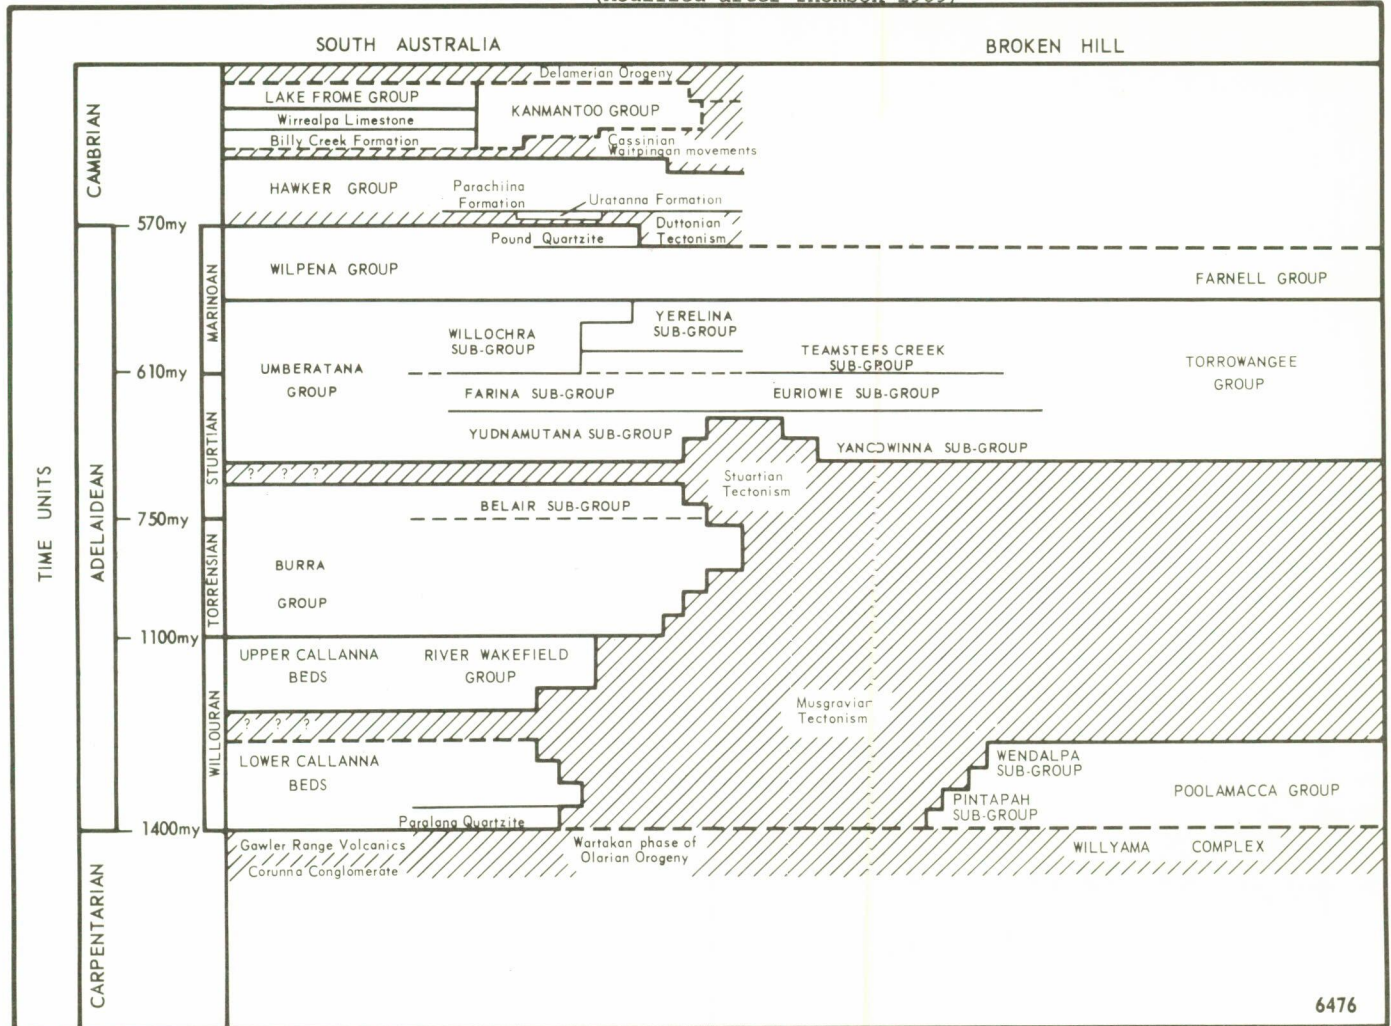 (Modified after Thomson 1969)
SOUTH AUSTRALIA
BROKEN HILL
TIME UNITS
CAMBRIAN
ADELAIDEAN
CARPENTARIAN
MARINOAN
STURTIAN
TORRENSIAN
WILLOURAN
570my
610my
750my
1100my
1400my
Delamerian Orogeny
LAKE FROME GROUP
Wirrealpa Limestone
Billy Creek Formation
KANMANTOO GROUP
Cassinian
Waitpingan movements
HAWKER GROUP
Parachilna
Formation
Uratanna Formation
Duttonian
Tectonism
Pound Quartzite
WILPENA GROUP
FARNELL GROUP
WILLOCHRA
SUB-GROUP
YERELINA
SUB-GROUP
UMBERATANA
GROUP
TEAMSTEFS CREEK
SUB-GROUP
TORROWANGEE
GROUP
FARINA SUB-GROUP
EURIOWIE SUB-GROUP
YUDNAMUTANA SUB-GROUP
YANCOWINNA SUB-GROUP
? ? ?
Stuartian
Tectonism
BELAIR SUB-GROUP
BURRA
GROUP
UPPER CALLANNA
BEDS
RIVER WAKEFIELD
GROUP
? ? ?
Musgravian
Tectonism
LOWER CALLANNA
BEDS
Paralana Quartzite
WENDALPA
SUB-GROUP
PINTAPAH
SUB-GROUP
POOLAMACCA GROUP
Gawler Range Volcanics
Corunna Conglomerate
Wartakan phase of
Olarian Orogeny
WILLYAMA COMPLEX
6476